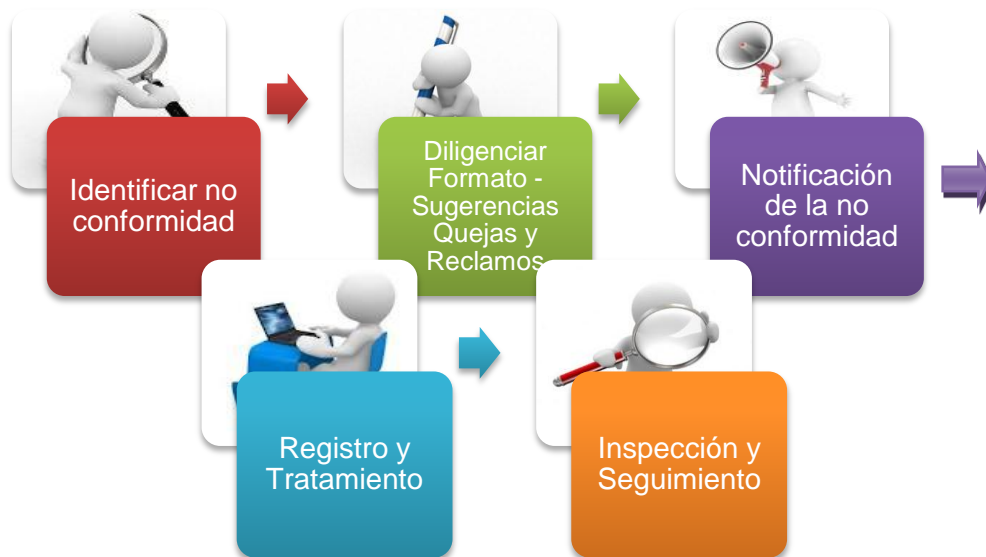 Identificar no
conformidad
Diligenciar
Formato -
Sugerencias
Quejas y
Reclamos
Notificación
de la no
conformidad
Registro y
Tratamiento
Inspección y
Seguimiento